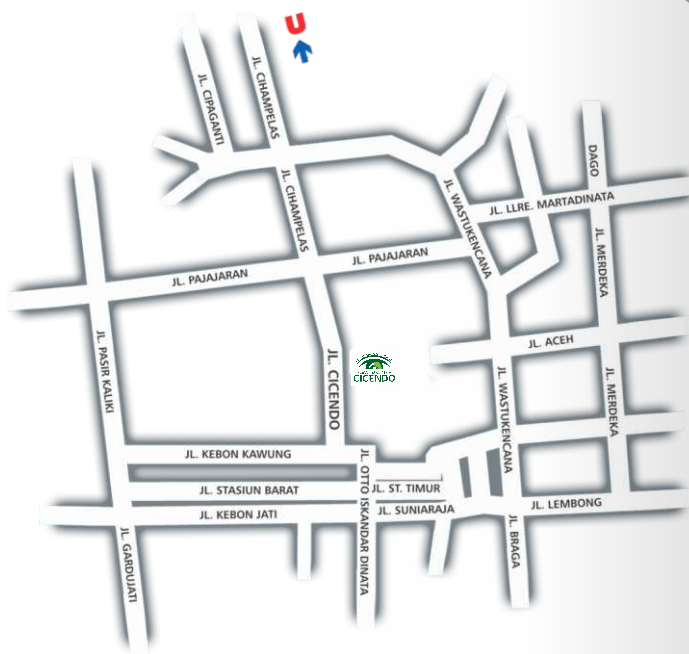 U
JL. CIPAGANTI
JL. CIHAMPELAS
DAGO
JL. CIHAMPELAS
JL. WASTUKENCANA
JL. LLRE. MARTADINATA
JL. PAJAJARAN
JL. PAJAJARAN
JL. MERDEKA
JL. PASIR KALIKI
JL. CICENDO
CICENDO
JL. ACEH
JL. WASTUKENCANA
JL. MERDEKA
JL. KEBON KAWUNG
JL. OTTO ISKANDAR DINATA
JL. STASIUN BARAT
JL. ST. TIMUR
JL. KEBON JATI
JL. SUNIARAJA
JL. LEMBONG
JL. GARDUJATI
JL. BRAGA